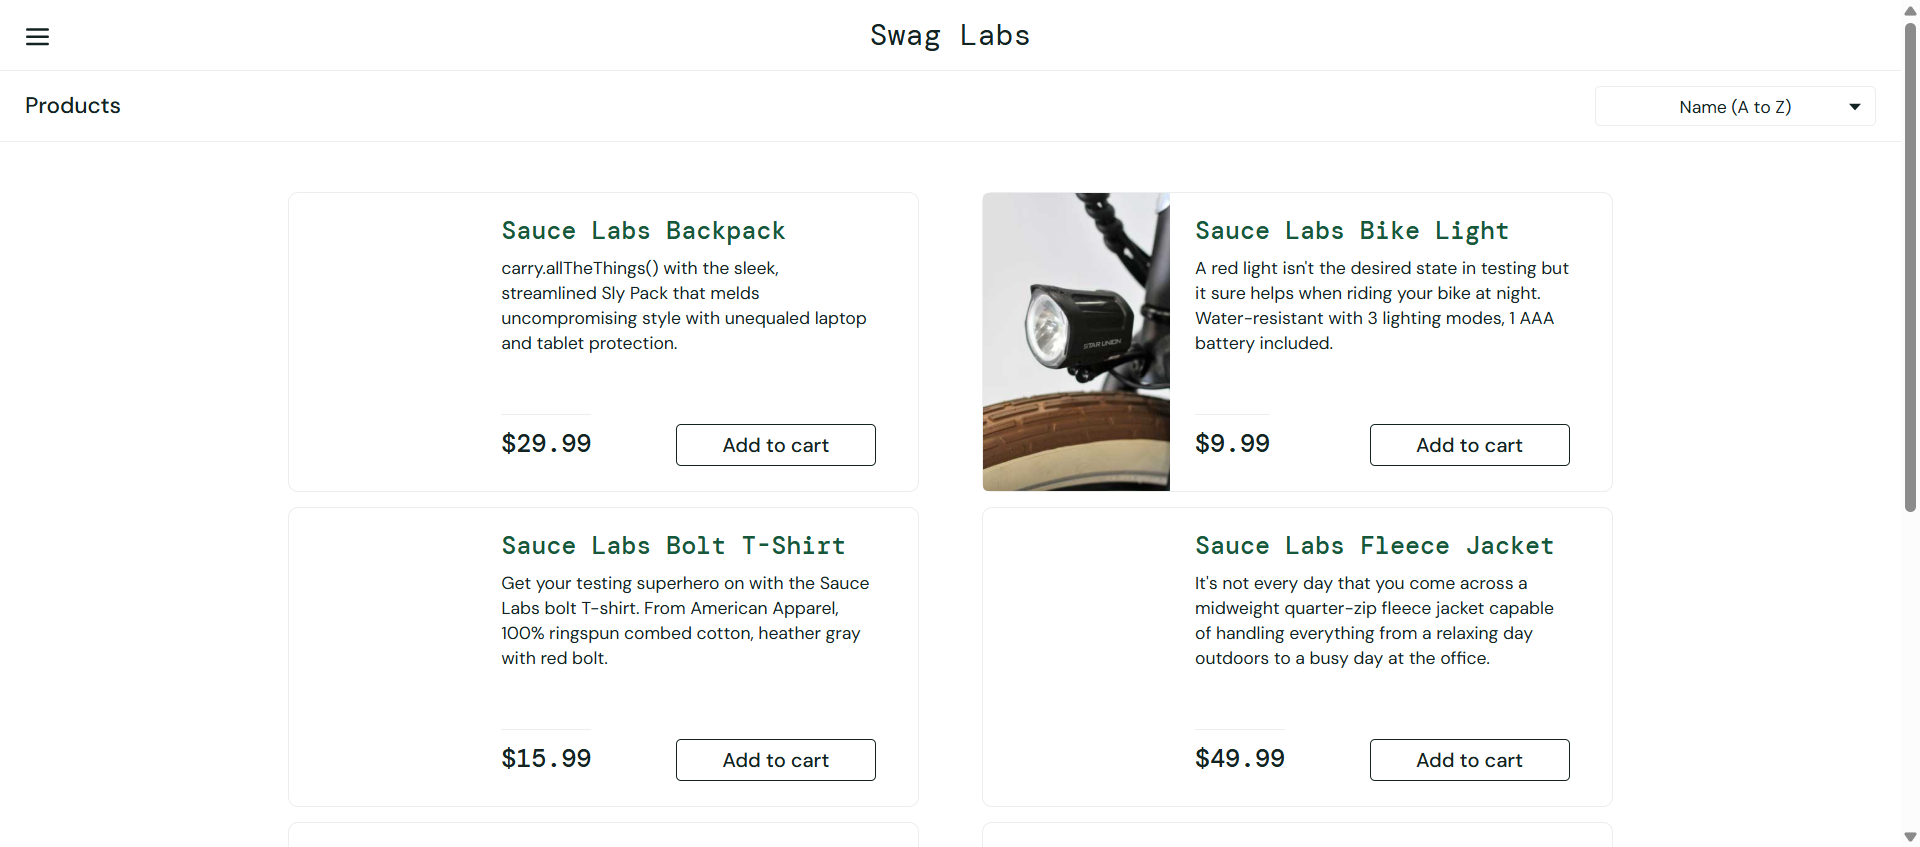 Swag Labs
Products
Name (A to Z)
Sauce Labs Backpack
carry.allTheThings() with the sleek,
streamlined Sly Pack that melds
uncompromising style with unequaled laptop
and tablet protection.
$29.99
Add to cart
Sauce Labs Bike Light
A red light isn't the desired state in testing but
it sure helps when riding your bike at night.
Water-resistant with 3 lighting modes, 1 AAA
battery included.
STAR UNION
$9.99
Add to cart
Sauce Labs Bolt T-Shirt
Get your testing superhero on with the Sauce
Labs bolt T-shirt. From American Apparel,
100% ringspun combed cotton, heather gray
with red bolt.
$15.99
Add to cart
Sauce Labs Fleece Jacket
It's not every day that you come across a
midweight quarter-zip fleece jacket capable
of handling everything from a relaxing day
outdoors to a busy day at the office.
$49.99
Add to cart